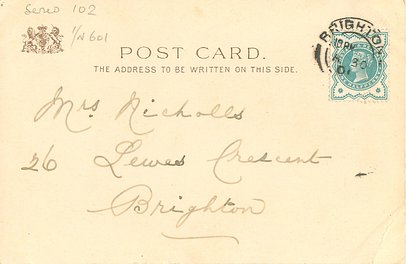 Series 102
1/N 601
POST CARD.
THE ADDRESS TO BE WRITTEN ON THIS SIDE.
BRIGHTON
Mrs Nicholls
26 Lewes Crescent
Brighton